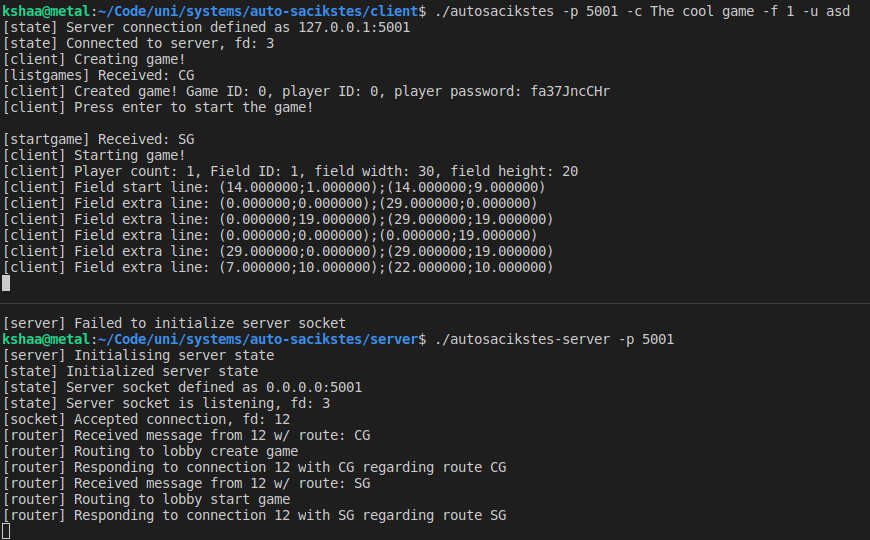 kshaa@metal:~/Code/uni/systems/auto-sacikstes/client$ ./autosacikstes -p 5001 -c The cool game -f 1 -u asd
[state] Server connection defined as 127.0.0.1:5001
[state] Connected to server, fd: 3
[client] Creating game!
[listgames] Received: CG
[client] Created game! Game ID: 0, player ID: 0, player password: fa37JncCHr
[client] Press enter to start the game!
[startgame] Received: SG
[client] Starting game!
[client] Player count: 1, Field ID: 1, field width: 30, field height: 20
[client] Field start line: (14.000000;1.000000);(14.000000;9.000000)
[client] Field extra line: (0.000000;0.000000);(29.000000;0.000000)
[client] Field extra line: (0.000000;19.000000);(29.000000;19.000000)
[client] Field extra line: (0.000000;0.000000);(0.000000;19.000000)
[client] Field extra line: (29.000000;0.000000);(29.000000;19.000000)
[client] Field extra line: (7.000000;10.000000);(22.000000;10.000000)
[server] Failed to initialize server socket
kshaa@metal:~/Code/uni/systems/auto-sacikstes/server$ ./autosacikstes-server -p 5001
[server] Initialising server state
[state] Initialized server state
[state] Server socket defined as 0.0.0.0:5001
[state] Server socket is listening, fd: 3
[socket] Accepted connection, fd: 12
[router] Received message from 12 w/ route: CG
[router] Routing to lobby create game
[router] Responding to connection 12 with CG regarding route CG
[router] Received message from 12 w/ route: SG
[router] Routing to lobby start game
[router] Responding to connection 12 with SG regarding route SG